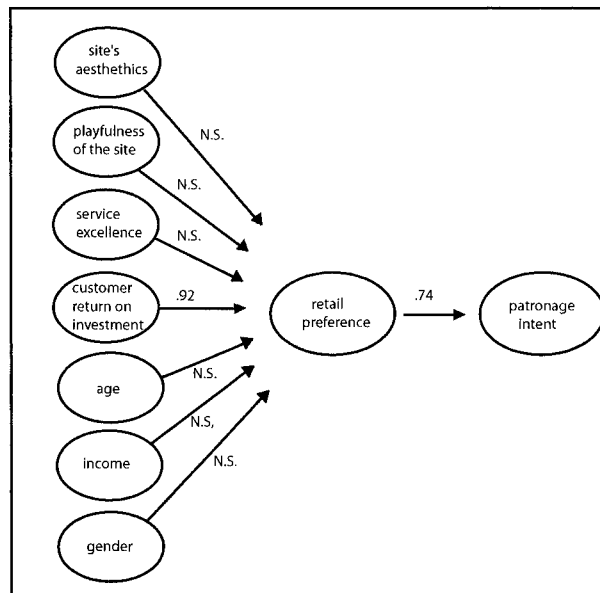 site's
aesthethics
N.S.
playfulness
of the site
N.S.
service
excellence
N.S.
customer
return on
investment
.92
retail
preference
.74
patronage
intent
age
N.S.
income
N.S,
gender
N.S.